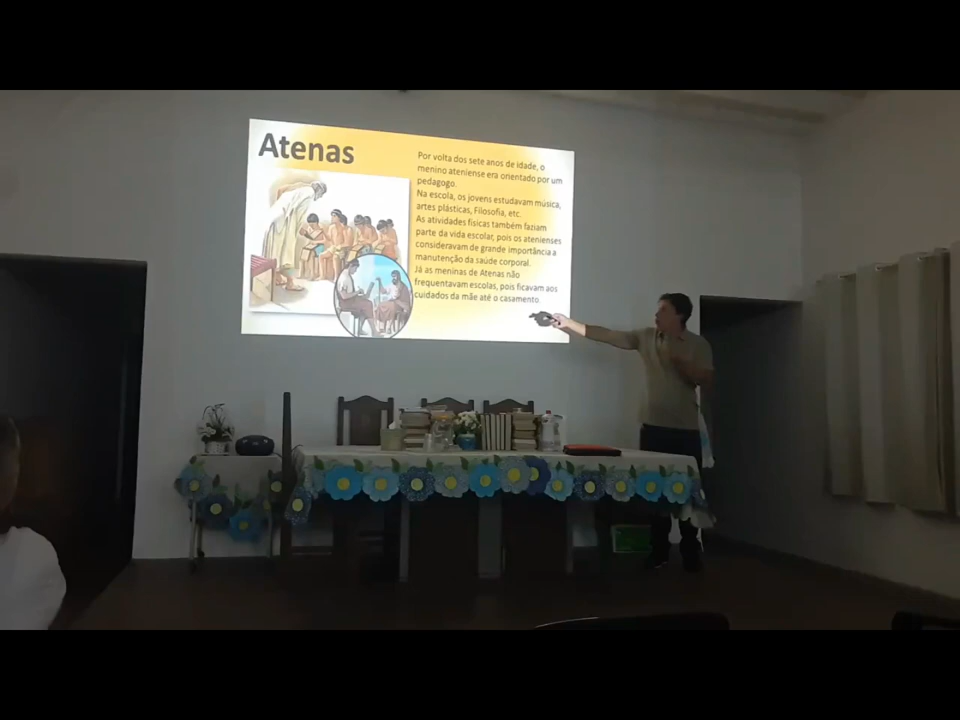 Atenas
Por volta dos sete anos de idade, o
menino ateniense era orientado por um
pedagogo.
Na escola, os jovens estudavam música,
artes plásticas, Filosofia, etc.
As atividades físicas também faziam
parte da vida escolar, pois os atenienses
consideravam de grande importância a
manutenção da saúde corporal.
Já as meninas de Atenas não
frequentavam escolas, pois ficavam aos
cuidados da mãe até o casamento.